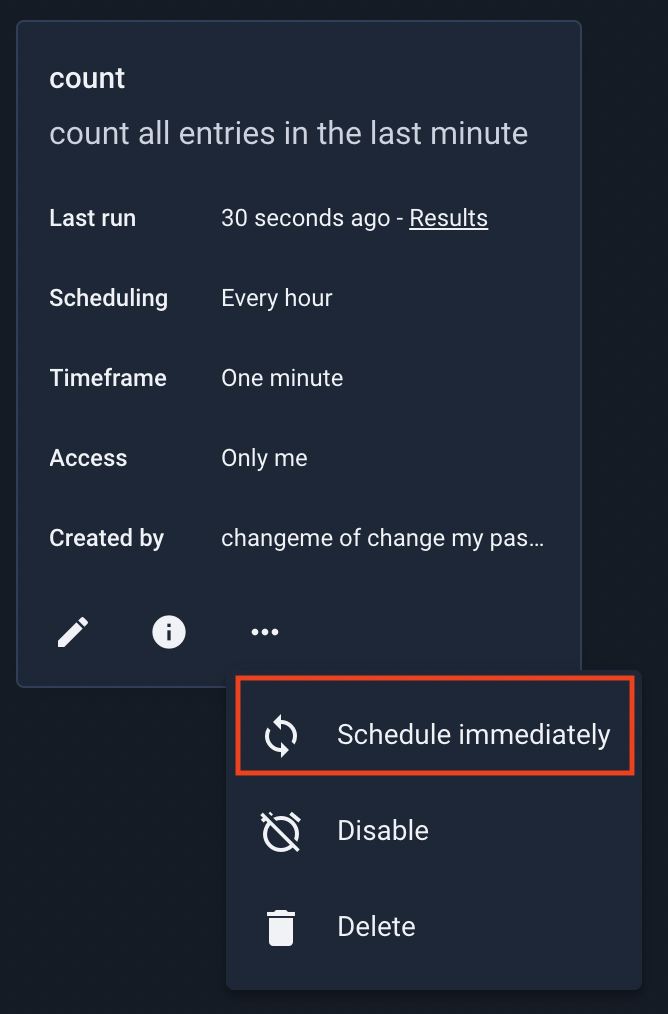 count
count all entries in the last minute
Last run 30 seconds ago - Results
Scheduling Every hour
Timeframe One minute
Access Only me
Created by changeme of change my pas...
Schedule immediately
Disable
Delete